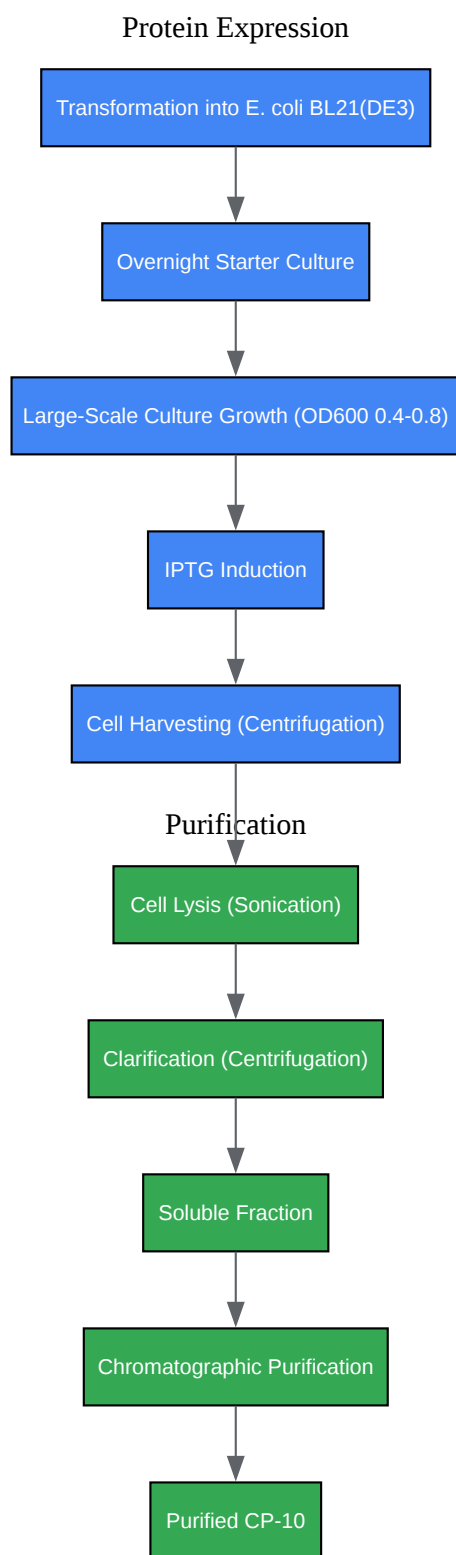 Protein Expression
Transformation into E. coli BL21(DE3)
Overnight Starter Culture
Large-Scale Culture Growth (OD600 0.4-0.8)
IPTG Induction
Cell Harvesting (Centrifugation)
Purification
Cell Lysis (Sonication)
Clarification (Centrifugation)
Soluble Fraction
Chromatographic Purification
Purified CP-10